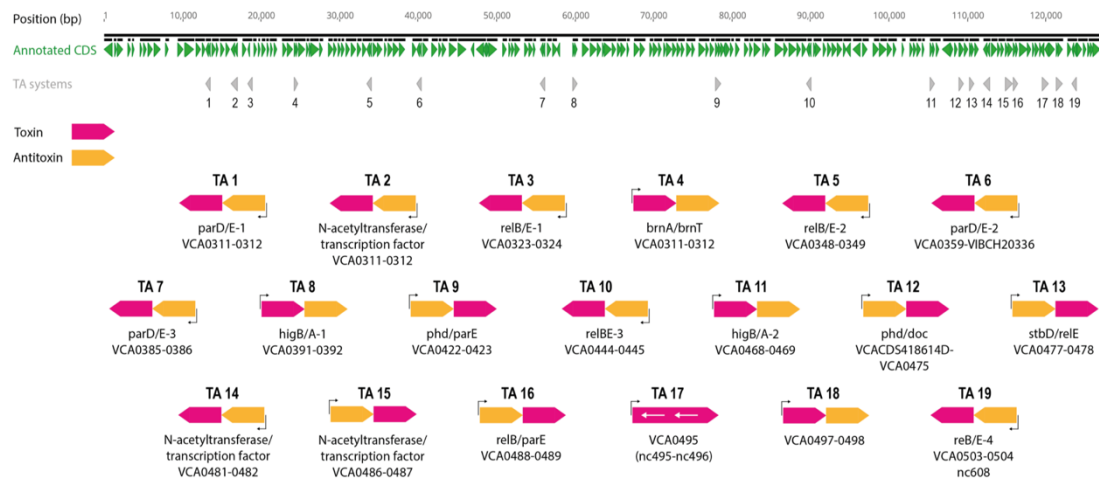 Position (bp) 1 10,000 20,000 30,000 40,000 50,000 60,000 70,000 80,000 90,000 100,000 110,000 120,000
Annotated CDS
TA systems
1 2 3 4 5 6 7 8 9 10 11 12 13 14 15 16 17 18 19
Toxin
Antitoxin
TA 1 TA 2 TA 3 TA 4 TA 5 TA 6
parD/E-1 N-acetyltransferase/ relB/E-1 brnA/brnT relB/E-2 parD/E-2
VCA0311-0312 transcription factor VCA0323-0324 VCA0311-0312 VCA0348-0349 VCA0359-VIBCH20336
VCA0311-0312
TA 7 TA 8 TA 9 TA 10 TA 11 TA 12 TA 13
parD/E-3 higB/A-1 phd/parE relBE-3 higB/A-2 phd/doc stbD/relE
VCA0385-0386 VCA0391-0392 VCA0422-0423 VCA0444-0445 VCA0468-0469 VCACDS418614D- VCA0477-0478
VCA0475
TA 14 TA 15 TA 16 TA 17 TA 18 TA 19
N-acetyltransferase/ N-acetyltransferase/ relB/parE VCA0495 VCA0497-0498 reB/E-4
transcription factor transcription factor VCA0488-0489 (nc495-nc496) VCA0503-0504
VCA0481-0482 VCA0486-0487 nc608